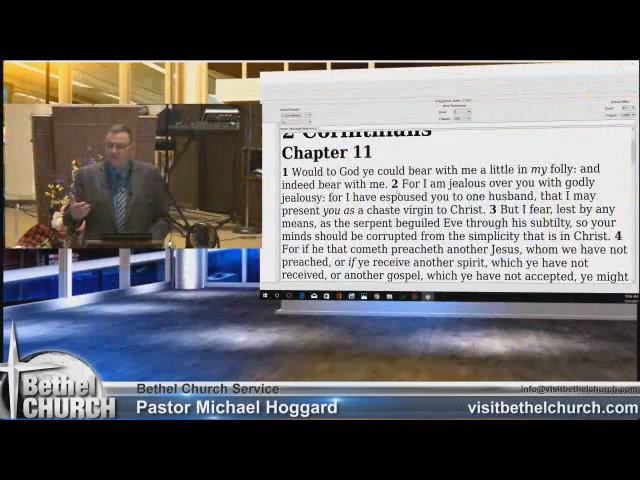 2 Corinthians
Chapter 11
1 Would to God ye could bear with me a little in my folly: and
indeed bear with me. 2 For I am jealous over you with godly
jealousy: for I have espoused you to one husband, that I may
present you as a chaste virgin to Christ. 3 But I fear, lest by any
means, as the serpent beguiled Eve through his subtilty, so your
minds should be corrupted from the simplicity that is in Christ. 4
For if he that cometh preacheth another Jesus, whom we have not
preached, or if ye receive another spirit, which ye have not
received, or another gospel, which ye have not accepted, ye might
Bethel
CHURCH
Bethel Church Service
info@visitbethelchurch.com
Pastor Michael Hoggard
visitbethelchurch.com